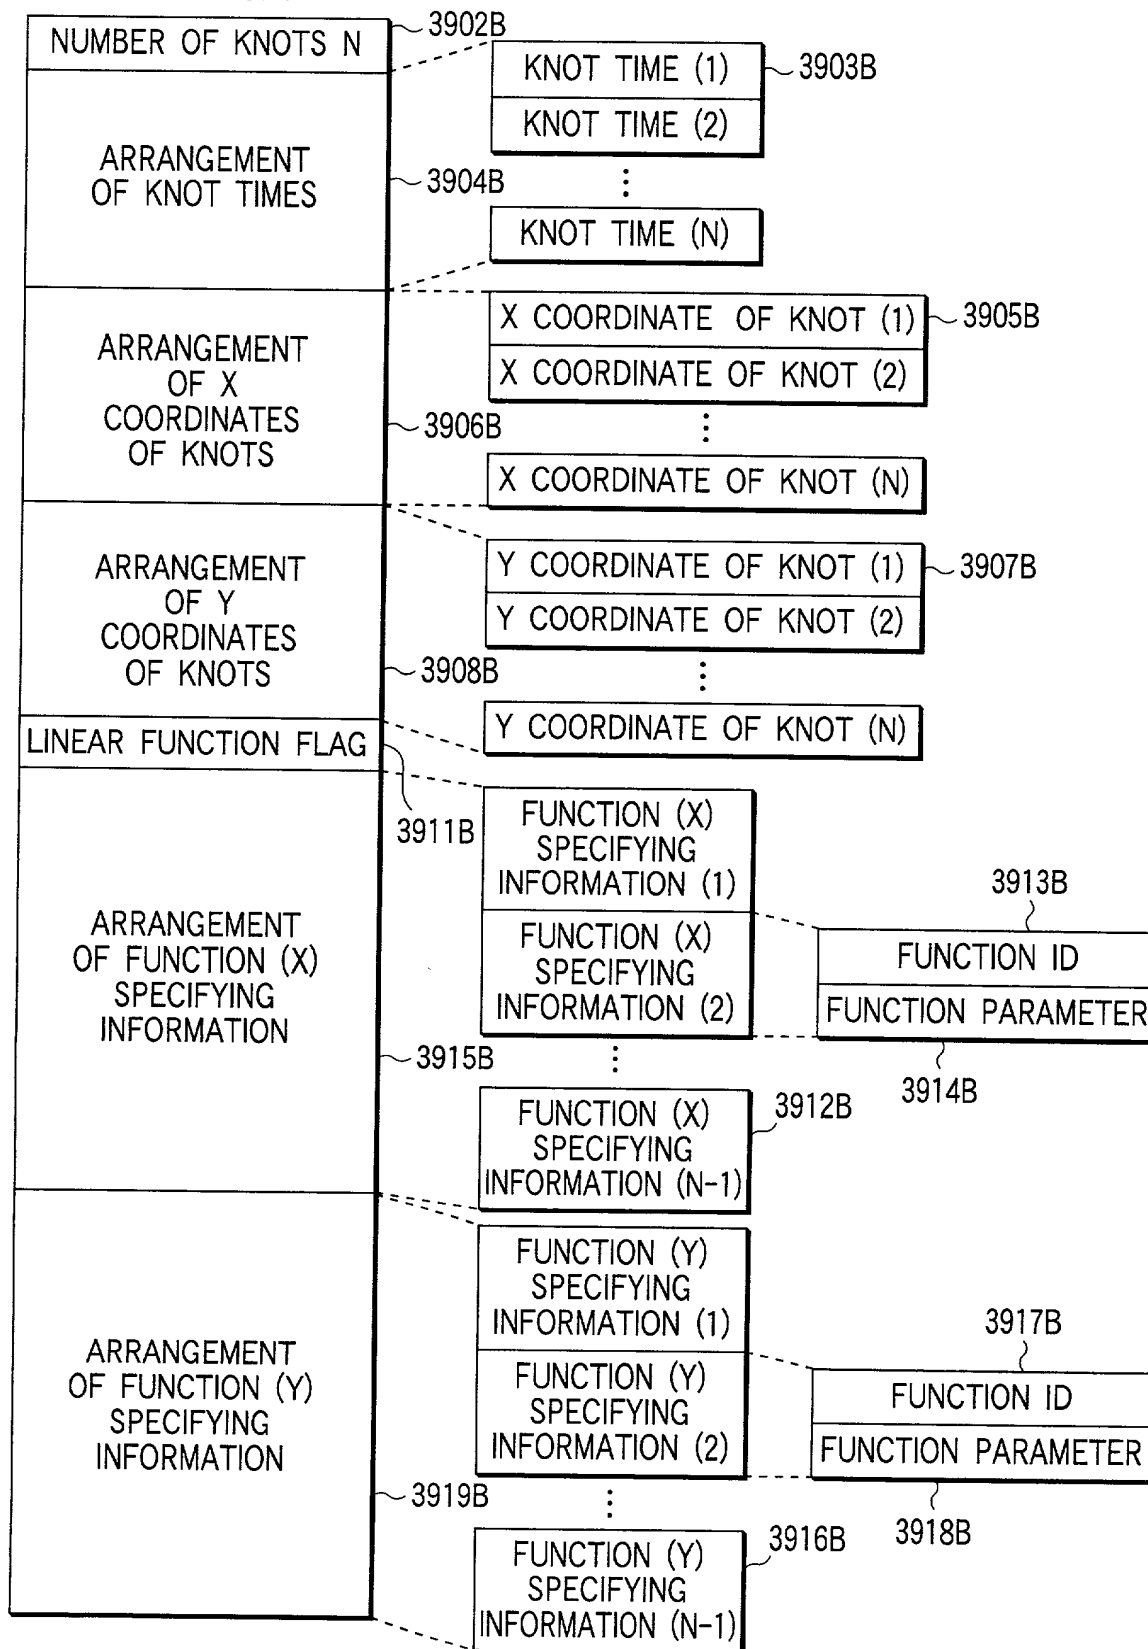 NUMBER OF KNOTS N
3902B
KNOT TIME (1)
3903B
KNOT TIME (2)
ARRANGEMENT
OF KNOT TIMES
3904B
KNOT TIME (N)
X COORDINATE OF KNOT (1)
3905B
X COORDINATE OF KNOT (2)
ARRANGEMENT
OF X
COORDINATES
OF KNOTS
3906B
X COORDINATE OF KNOT (N)
Y COORDINATE OF KNOT (1)
3907B
Y COORDINATE OF KNOT (2)
ARRANGEMENT
OF Y
COORDINATES
OF KNOTS
3908B
Y COORDINATE OF KNOT (N)
LINEAR FUNCTION FLAG
3911B
FUNCTION (X)
SPECIFYING
INFORMATION (1)
FUNCTION (X)
SPECIFYING
INFORMATION (2)
3913B
FUNCTION ID
FUNCTION PARAMETER
3914B
ARRANGEMENT
OF FUNCTION (X)
SPECIFYING
INFORMATION
3915B
FUNCTION (X)
SPECIFYING
INFORMATION (N-1)
3912B
FUNCTION (Y)
SPECIFYING
INFORMATION (1)
FUNCTION (Y)
SPECIFYING
INFORMATION (2)
3917B
FUNCTION ID
FUNCTION PARAMETER
3918B
ARRANGEMENT
OF FUNCTION (Y)
SPECIFYING
INFORMATION
3919B
FUNCTION (Y)
SPECIFYING
INFORMATION (N-1)
3916B